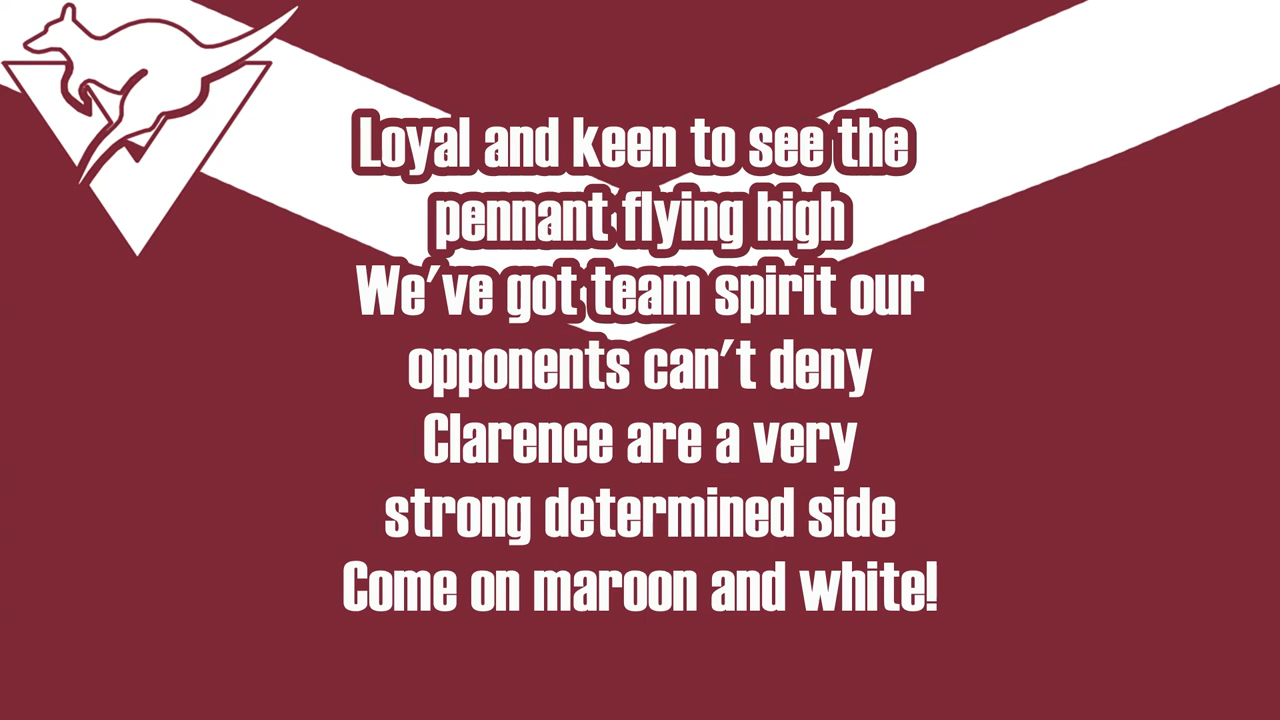 Loyal and keen to see the
pennant flying high
We've got team spirit our
opponents can't deny
Clarence are a very
strong determined side
Come on maroon and white!